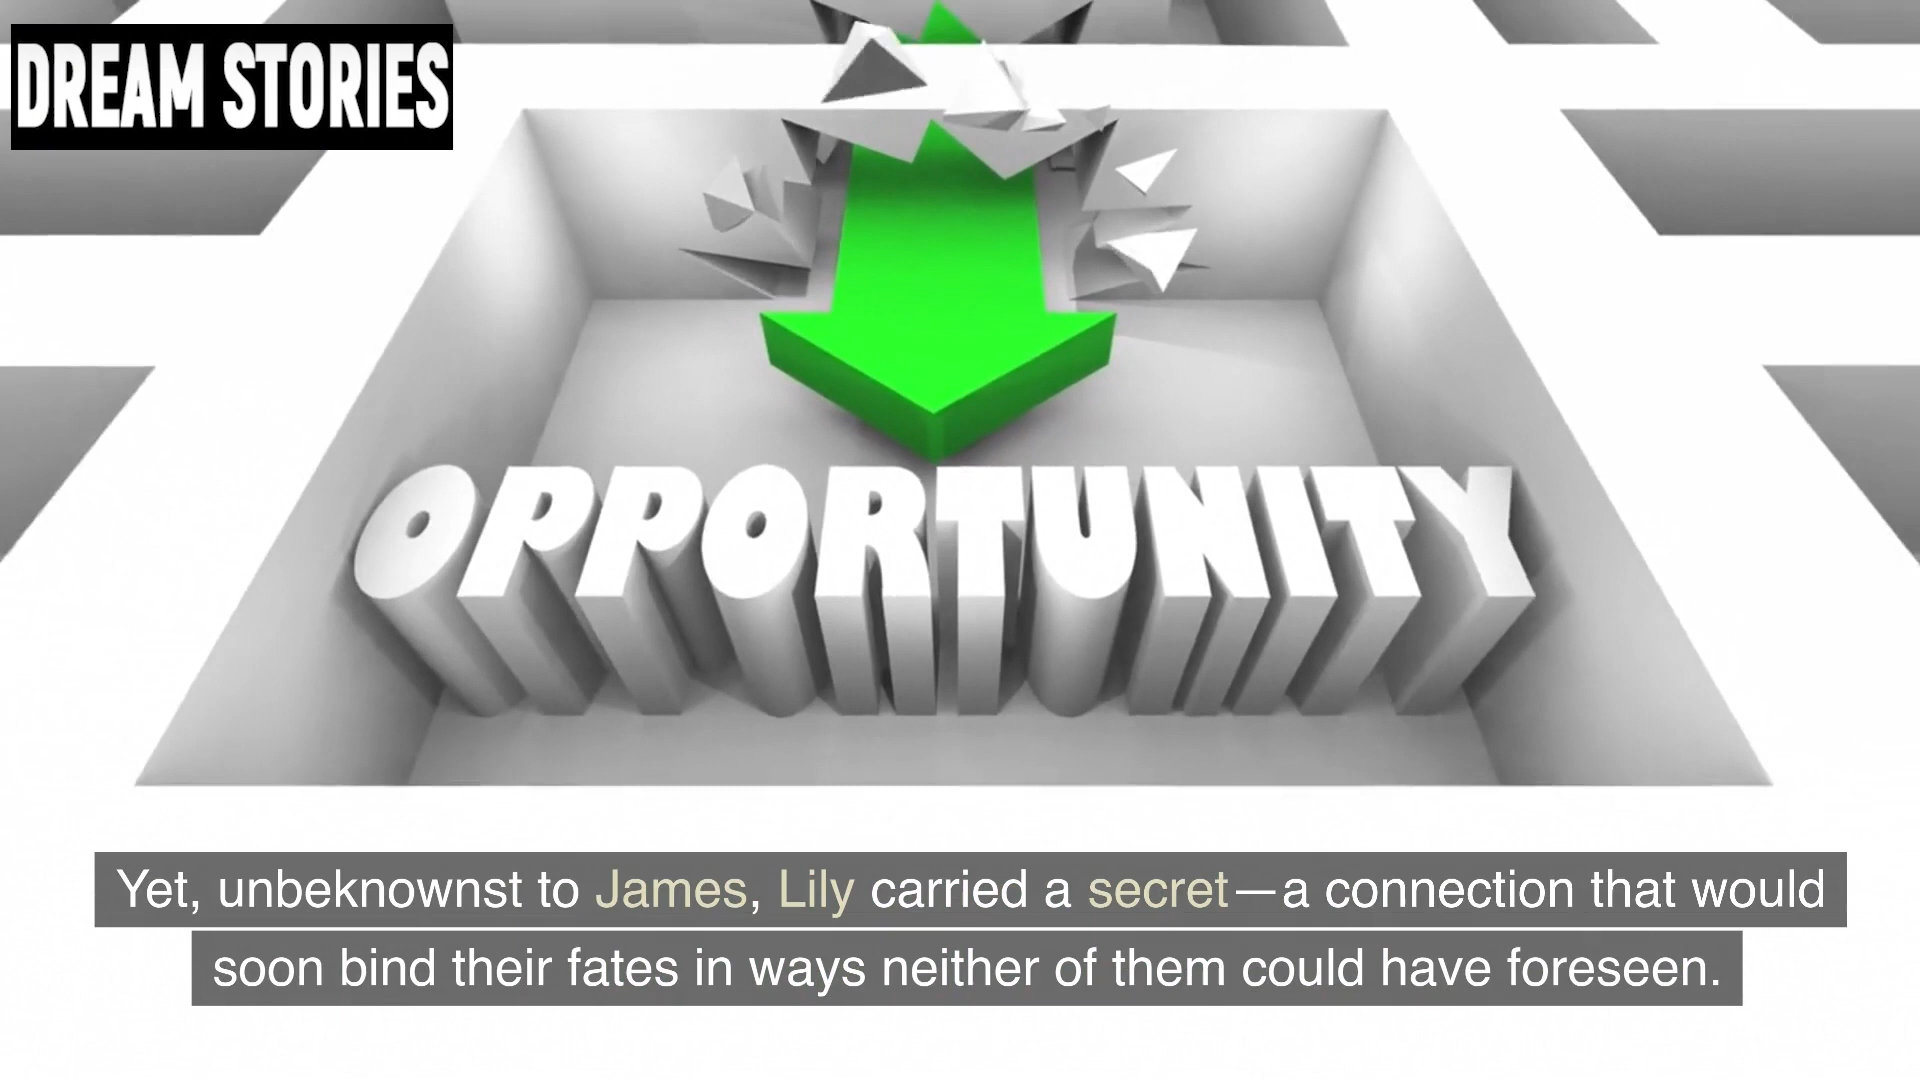 DREAM STORIES
OPPORTUNITY
Yet, unbeknownst to James, Lily carried a secret—a connection that would
soon bind their fates in ways neither of them could have foreseen.